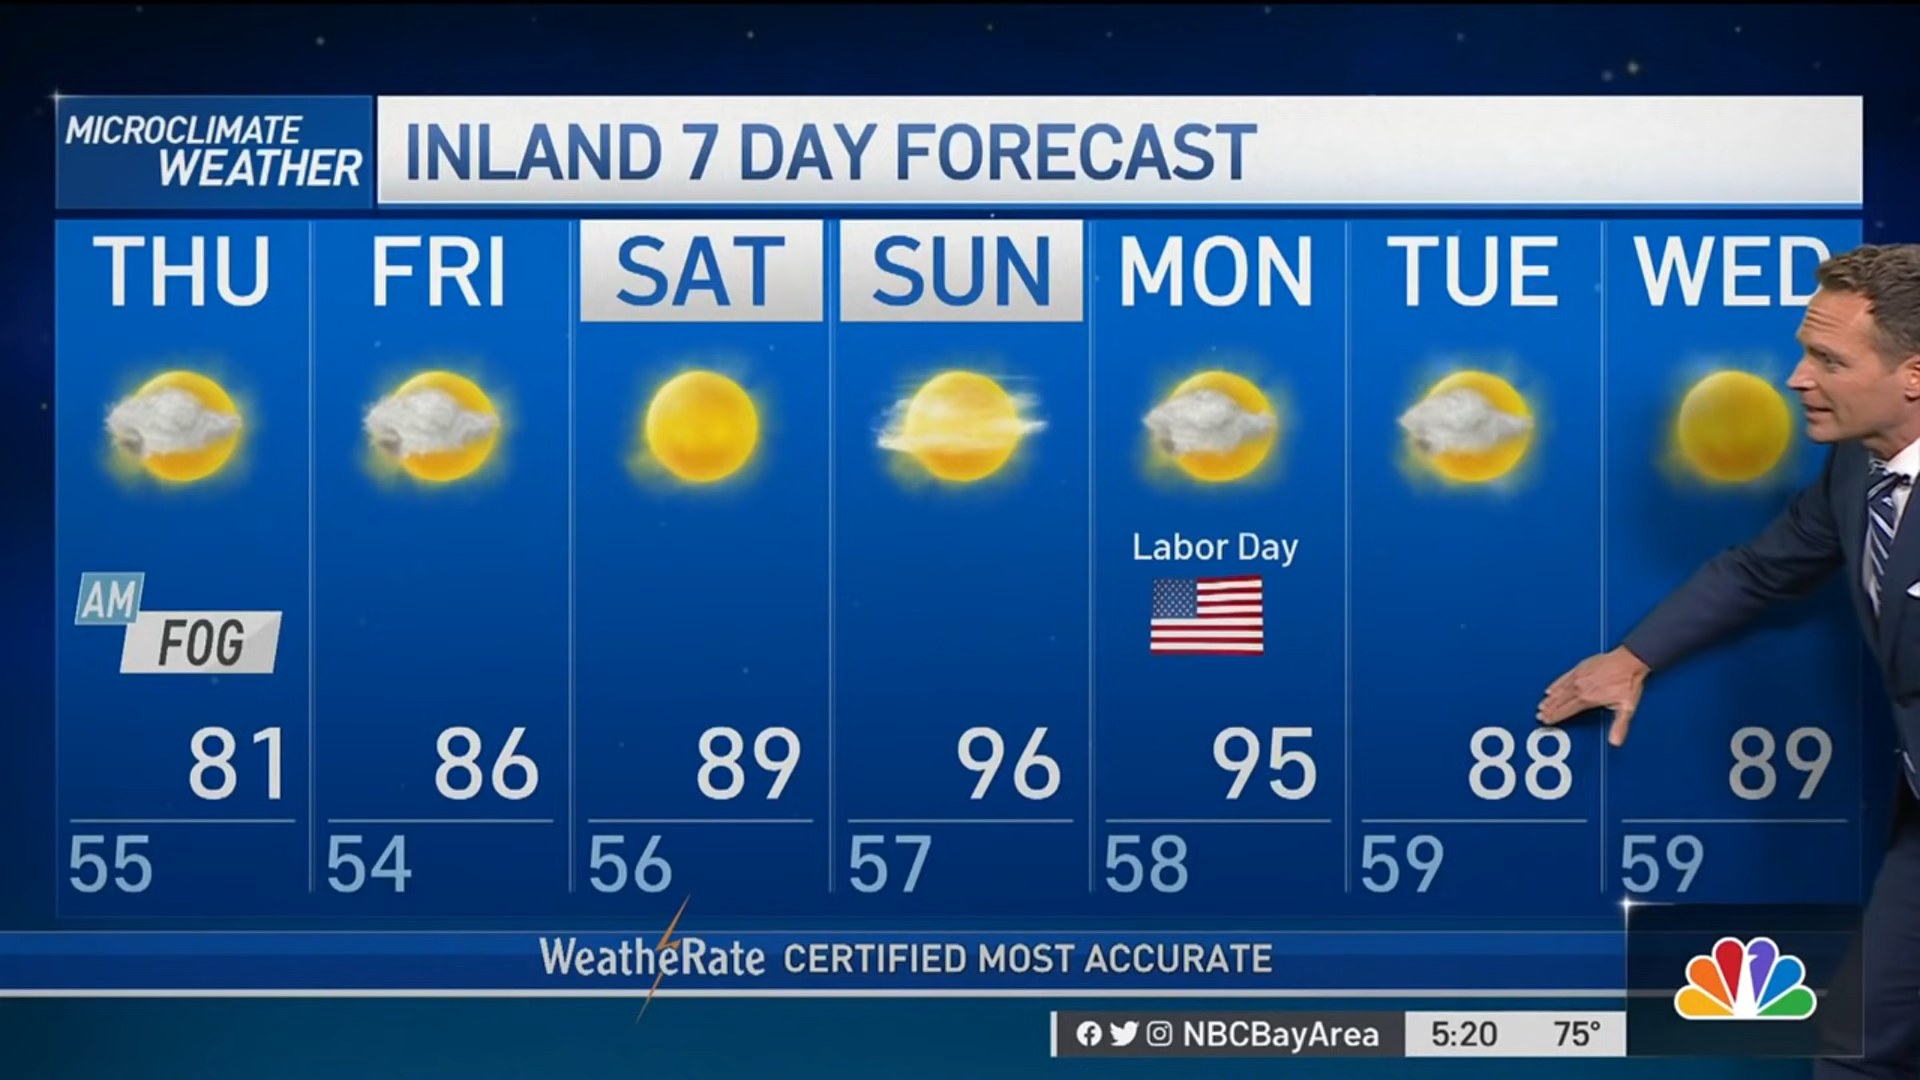 MICROCLIMATE
WEATHER
INLAND 7 DAY FORECAST
THU FRI SAT SUN MON TUE WED
Labor Day
AM
FOG
81 86 89 96 95 88 89
55 54 56 57 58 59 59
WeatheRate CERTIFIED MOST ACCURATE
NBCBayArea 5:20 75°